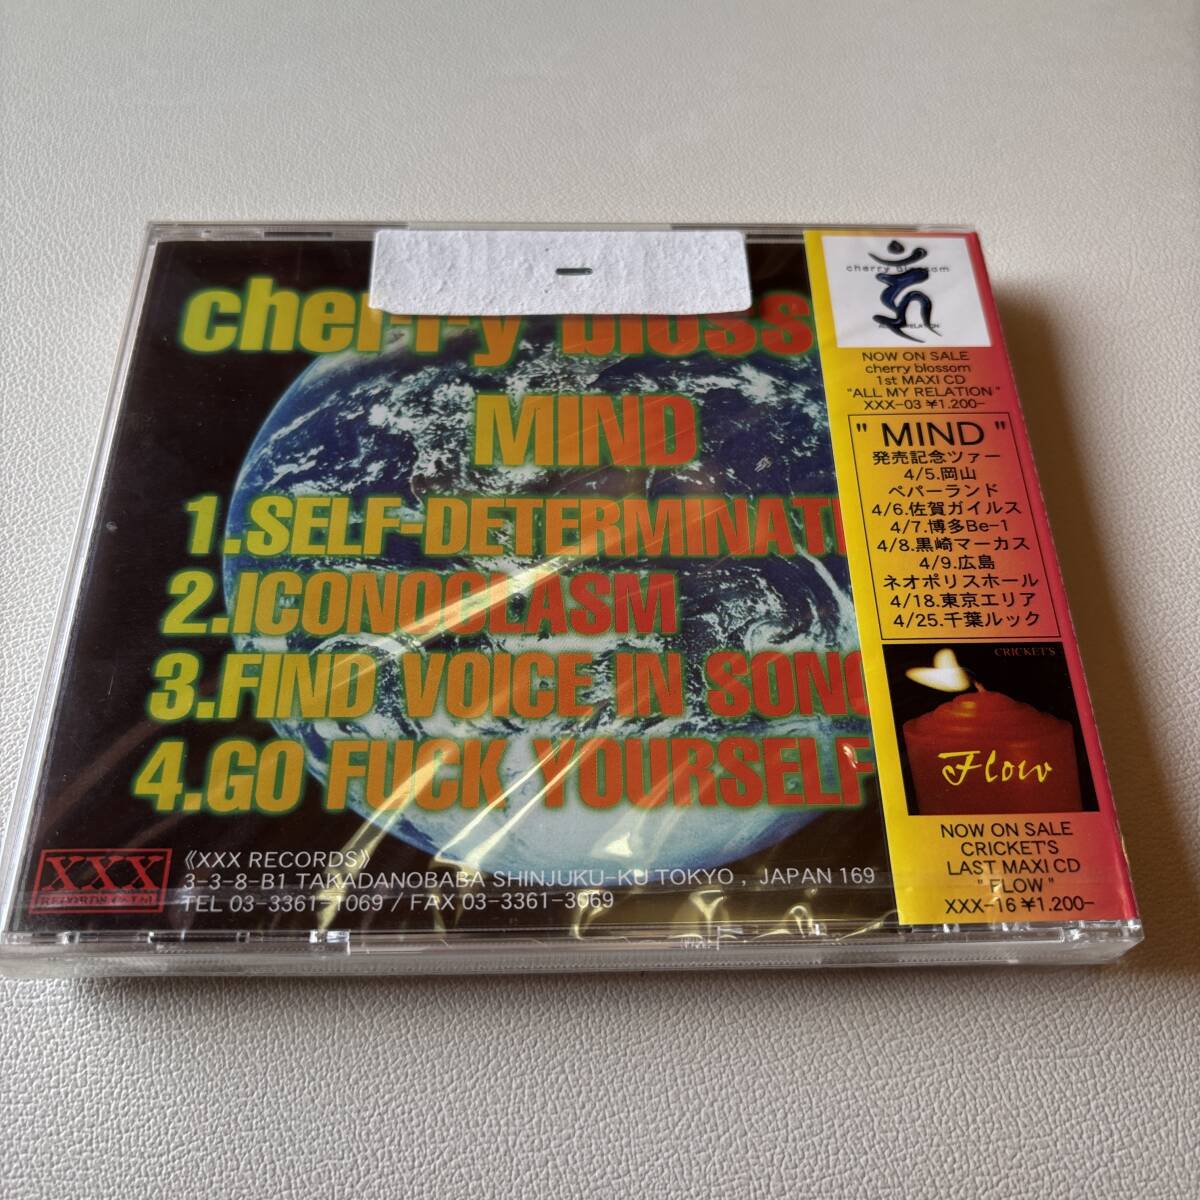 cherry bloss
MIND
1.SELF-DETERMINATI
2.ICONOCLASM
3.FIND VOICE IN SONG
4.GO FUCK YOURSELF
XXX
RECORDS Co.Ltd.
《XXX RECORDS》
3-3-8-B1 TAKADANOBABA SHINJUKU-KU TOKYO , JAPAN 169
TEL 03-3361-1069 / FAX 03-3361-3069
cherry blossom
NOW ON SALE
cherry blossom
1st MAXI CD
"ALL MY RELATION"
XXX-03 ¥1.200-
" MIND "
発売記念ツァー
4/5.岡山
ペパーランド
4/6.佐賀ガイルス
4/7.博多Be-1
4/8.黒崎マーカス
4/9.広島
ネオポリスホール
4/18.東京エリア
4/25.千葉ルック
CRICKET'S
Flow
NOW ON SALE
CRICKET'S
LAST MAXI CD
"FLOW"
XXX-16 ¥1.200-